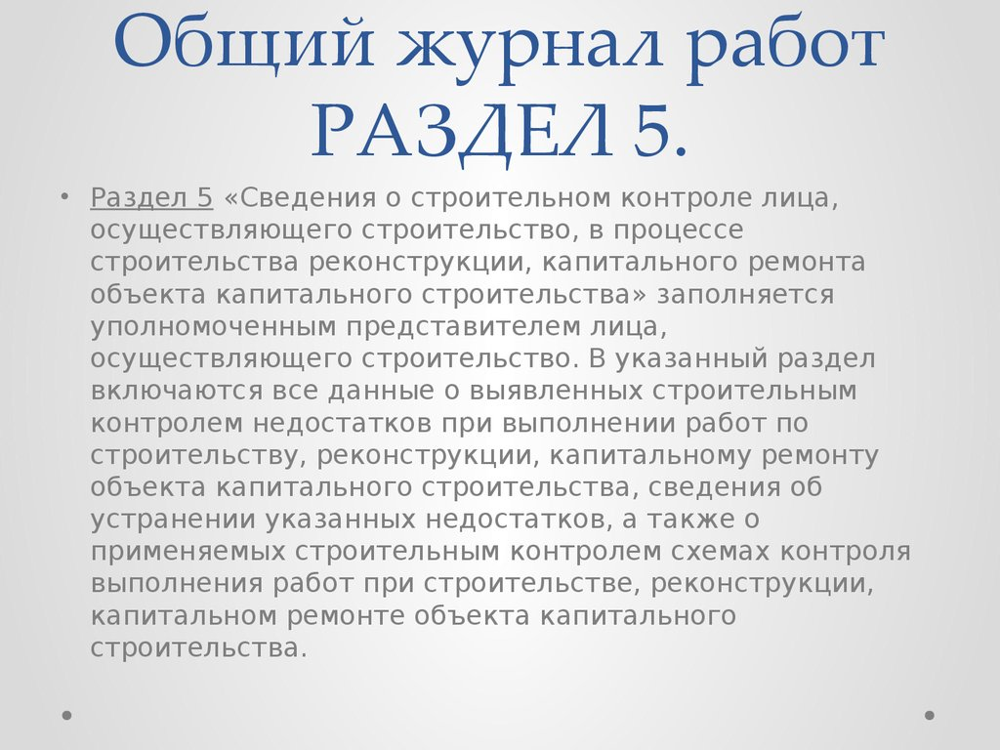 Общий журнал работ
РАЗДЕЛ 5.
• Раздел 5 «Сведения о строительном контроле лица,
осуществляющего строительство, в процессе
строительства реконструкции, капитального ремонта
объекта капитального строительства» заполняется
уполномоченным представителем лица,
осуществляющего строительство. В указанный раздел
включаются все данные о выявленных строительным
контролем недостатков при выполнении работ по
строительству, реконструкции, капитальному ремонту
объекта капитального строительства, сведения об
устранении указанных недостатков, а также о
применяемых строительным контролем схемах контроля
выполнения работ при строительстве, реконструкции,
капитальном ремонте объекта капитального
строительства.